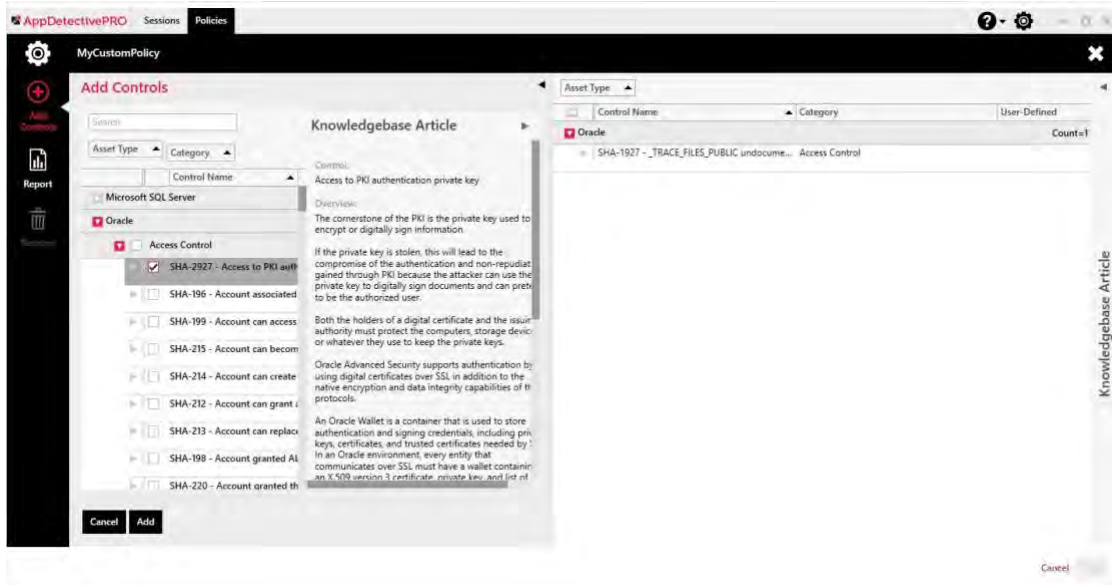 AppDetectivePRO Sessions Policies
MyCustomPolicy
Add Controls
Report
Add Controls
Search
Asset Type Category
Control Name
Microsoft SQL Server
Oracle
Access Control
SHA-2927 - Access to PKI auth
SHA-196 - Account associated
SHA-199 - Account can access
SHA-215 - Account can becom
SHA-214 - Account can create
SHA-212 - Account can grant a
SHA-213 - Account can replac
SHA-198 - Account granted AL
SHA-220 - Account granted th
Cancel Add
Knowledgebase Article
Control:
Access to PKI authentication private key
Overview:
The cornerstone of the PKI is the private key used to
encrypt or digitally sign information.
If the private key is stolen, this will lead to the
compromise of the authentication and non-repudiat
gained through PKI because the attacker can use the
private key to digitally sign documents and can prete
to be the authorized user.
Both the holders of a digital certificate and the issuin
authority must protect the computers, storage device
or whatever they use to keep the private keys.
Oracle Advanced Security supports authentication by
using digital certificates over SSL in addition to the
native encryption and data integrity capabilities of th
protocols.
An Oracle Wallet is a container that is used to store
authentication and signing credentials, including priv
keys, certificates, and trusted certificates needed by
In an Oracle environment, every entity that
communicates over SSL must have a wallet containin
an X.509 version 3 certificate, private key, and list of
Asset Type
Control Name Category User-Defined
Oracle Count=1
SHA-1927 - _TRACE_FILES_PUBLIC undocume... Access Control
Knowledgebase Article
Cancel